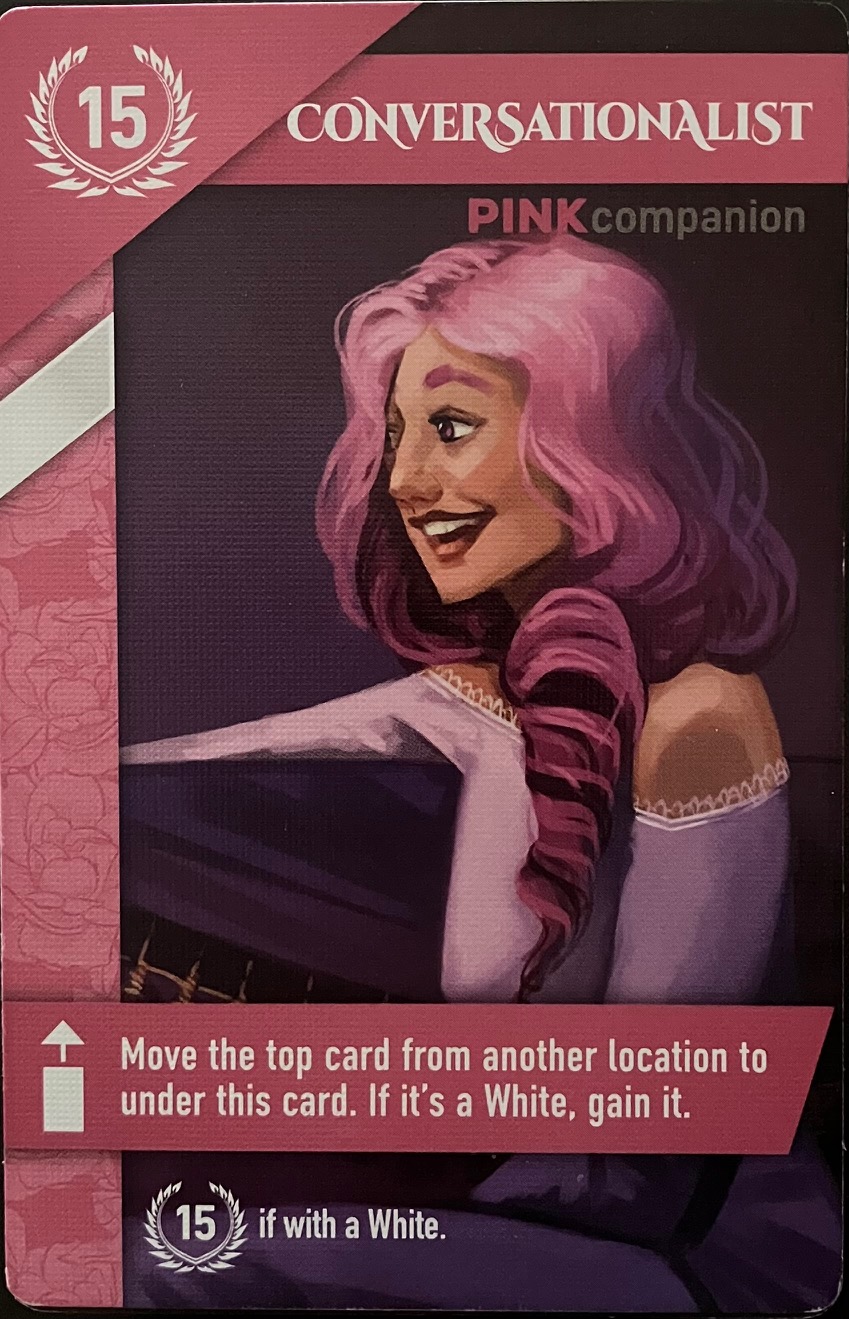 15
CONVERSATIONALIST
PINKcompanion
Move the top card from another location to
under this card. If it's a White, gain it.
15 if with a White.